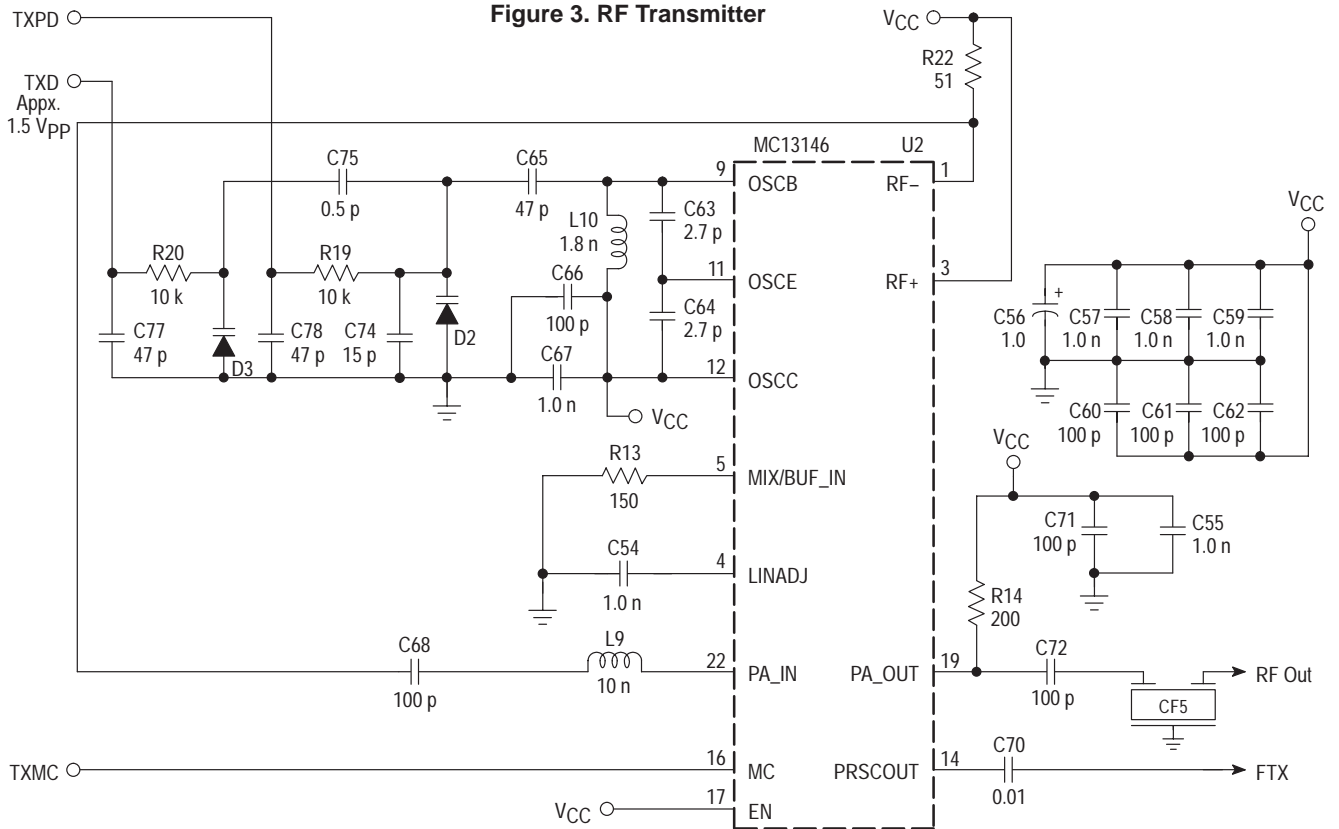 Figure 3. RF Transmitter
TXPD
TXD
Appx.
1.5 VPP
VCC
R22
51
MC13146
U2
C75
0.5 p
C65
47 p
9
OSCB
RF–
1
L10
1.8 n
C63
2.7 p
R20
10 k
R19
10 k
C66
100 p
11
OSCE
RF+
3
C64
2.7 p
C77
47 p
D3
C78
47 p
C74
15 p
D2
C67
1.0 n
12
OSCC
VCC
VCC
C56
1.0
+
C57
1.0 n
C58
1.0 n
C59
1.0 n
C60
100 p
C61
100 p
C62
100 p
R13
150
5
MIX/BUF_IN
VCC
C71
100 p
C55
1.0 n
C54
1.0 n
4
LINADJ
R14
200
C68
100 p
L9
10 n
22
PA_IN
PA_OUT
19
C72
100 p
CF5
RF Out
TXMC
16
MC
PRSCOUT
14
C70
0.01
FTX
VCC
17
EN